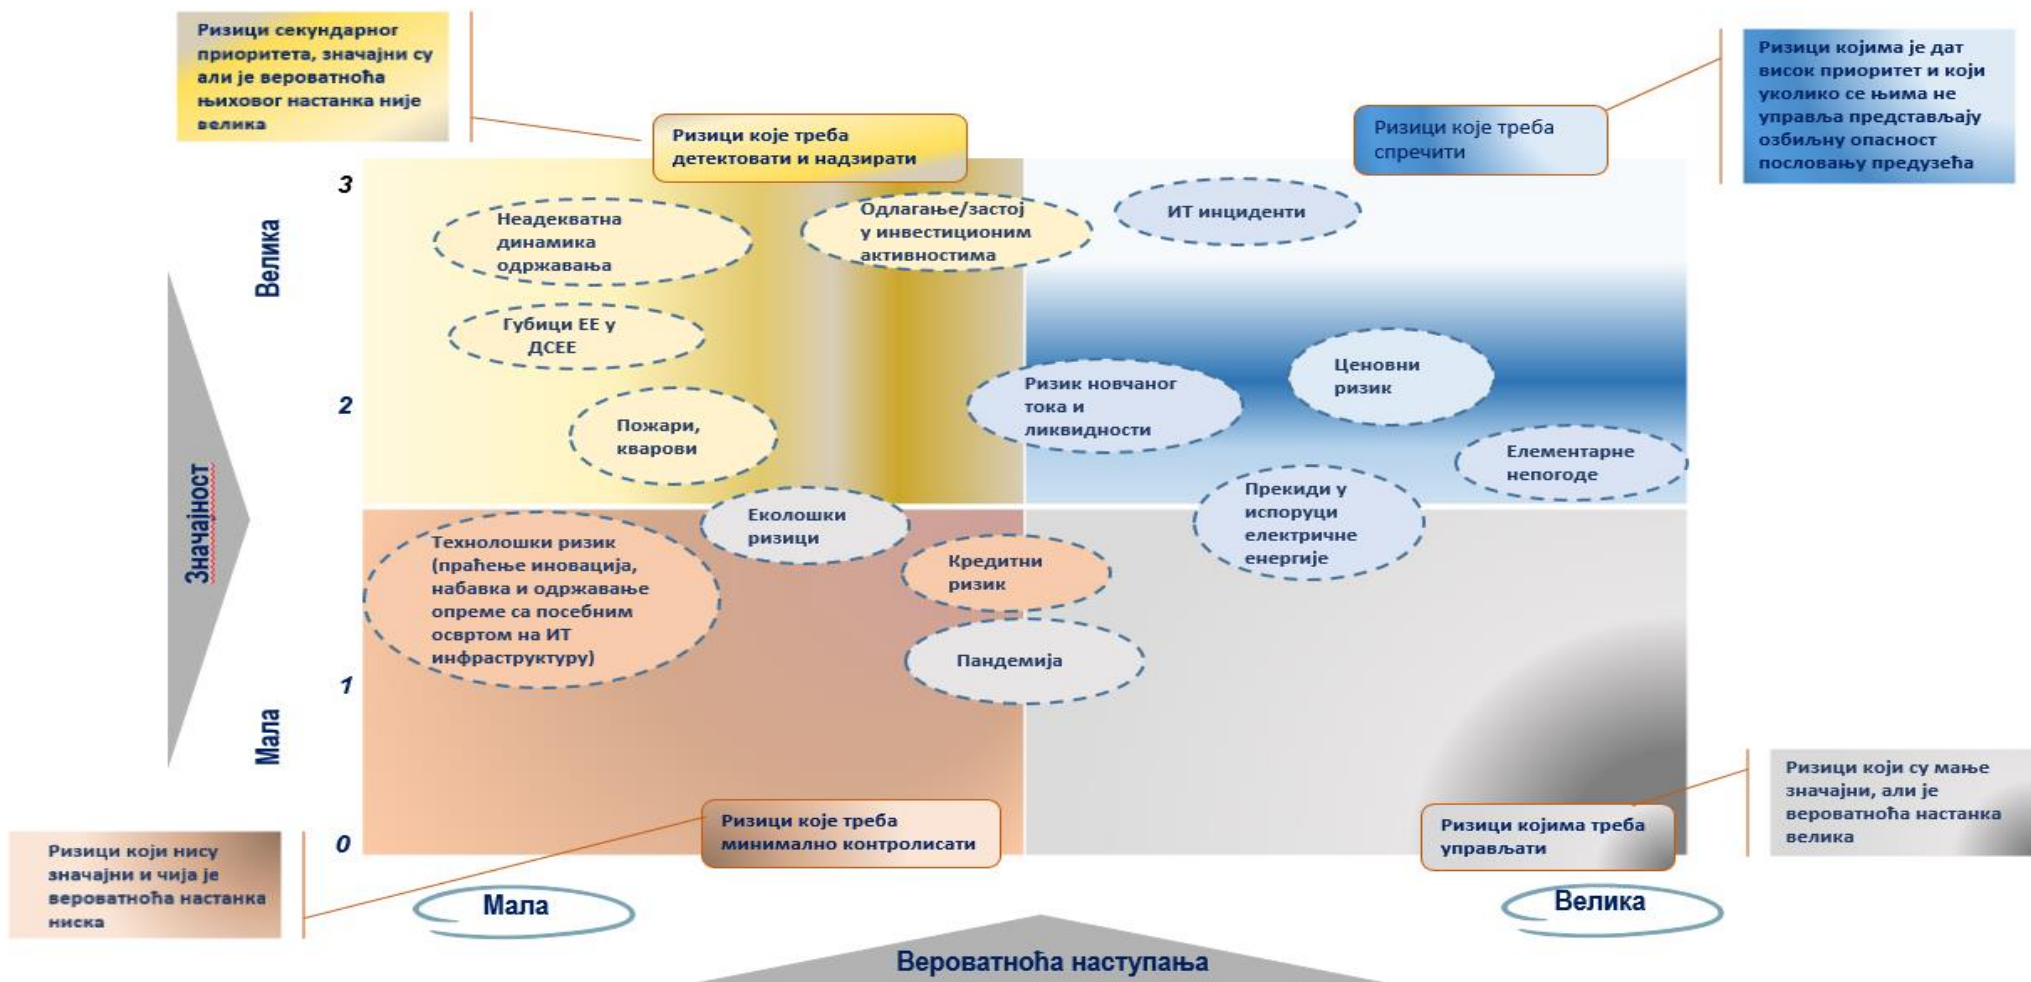 Ризици секундарног
приоритета, значајни су
али је вероватноћа
њиховог настанка није
велика
Ризици које треба
детектовати и надзирати
Ризици које треба
спречити
Ризици којима је дат
висок приоритет и који
уколико се њима не
управља представљају
озбиљну опасност
пословању предузећа
3
Велика
2
Значајност
1
Мала
0
Неадекватна
динамика
одржавања
Одлагање/застој
у инвестиционим
активностима
ИТ инциденти
Губици ЕЕ у
ДСЕЕ
Ризик новчаног
тока и
ликвидности
Ценовни
ризик
Пожари,
кварови
Елементарне
непогоде
Прекиди у
испоруци
електричне
енергије
Еколошки
ризици
Технолошки ризик
(праћење иновација,
набавка и одржавање
опреме са посебним
освртом на ИТ
инфраструктуру)
Кредитни
ризик
Пандемија
Ризици који нису
значајни и чија је
вероватноћа настанка
ниска
Ризици које треба
минимално контролисати
Ризици којима треба
управљати
Ризици који су мање
значајни, али је
вероватноћа настанка
велика
Мала
Велика
Вероватноћа наступања